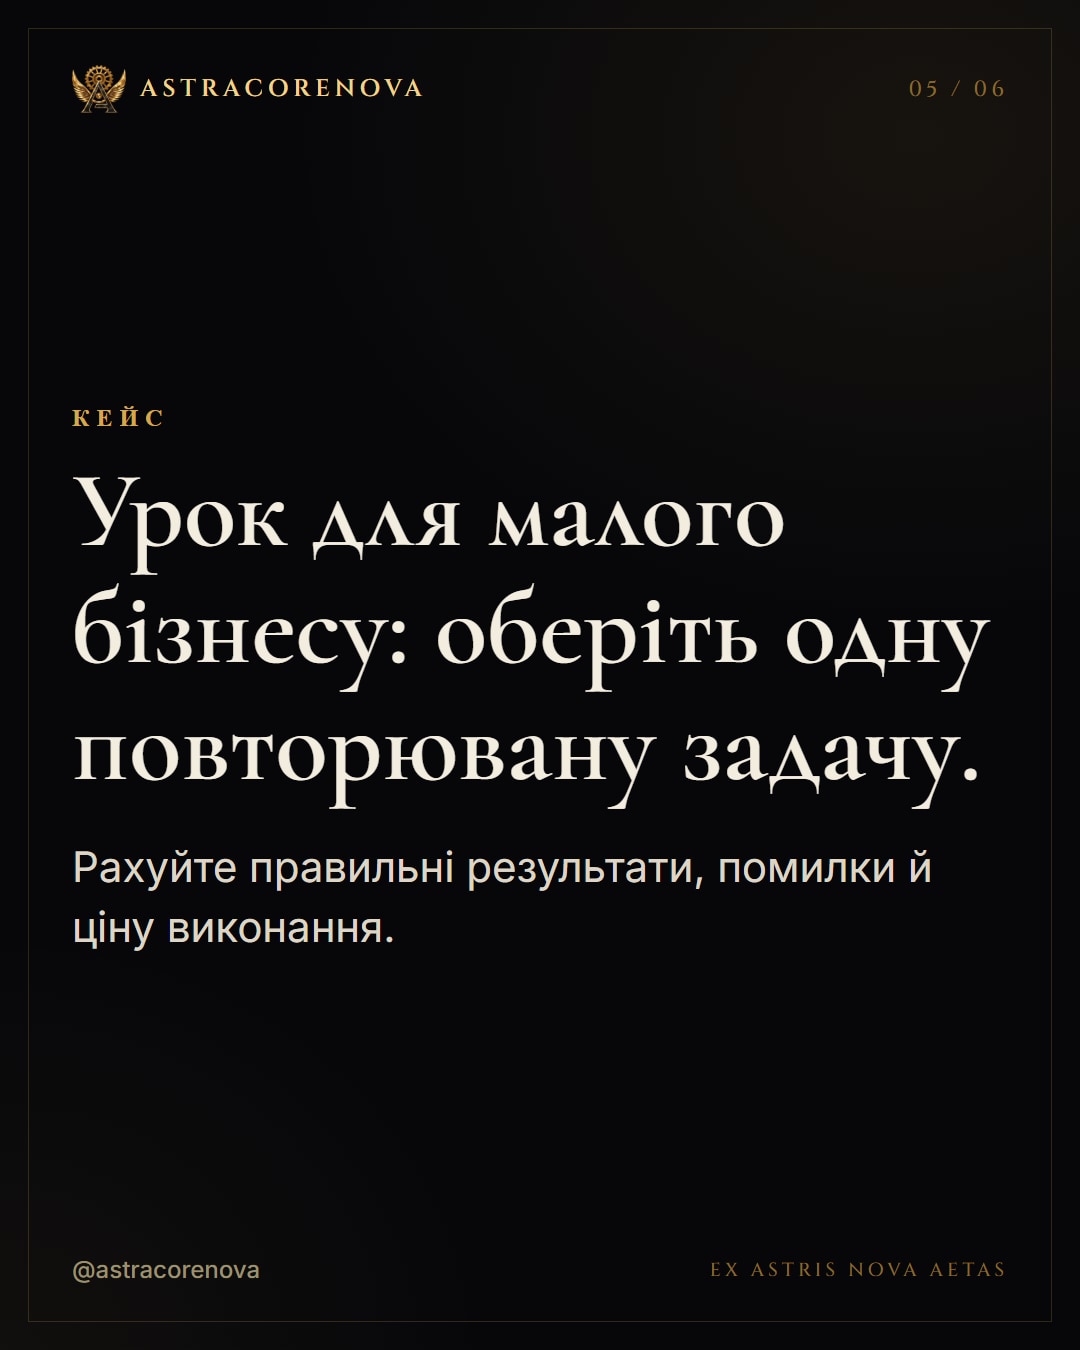 ASTRACORENOVA
05 / 06
КЕЙС
Урок для малого
бізнесу: оберіть одну
повторювану задачу.
Рахуйте правильні результати, помилки й
ціну виконання.
@astracorenova
EX ASTRIS NOVA AETAS